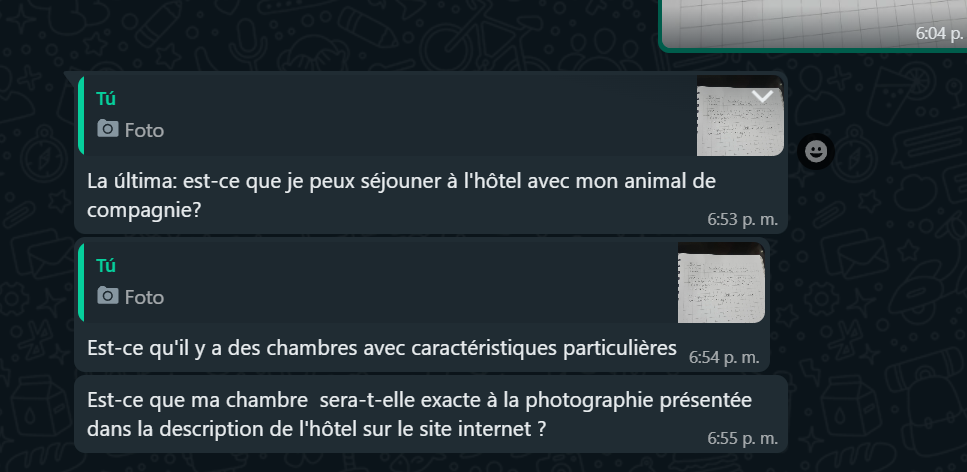 6:04 p.
Tú
Foto
La última: est-ce que je peux séjourner à l'hôtel avec mon animal de
compagnie?
6:53 p. m.
Tú
Foto
Est-ce qu'il y a des chambres avec caractéristiques particulières
6:54 p. m.
Est-ce que ma chambre  sera-t-elle exacte à la photographie présentée
dans la description de l'hôtel sur le site internet ?
6:55 p. m.